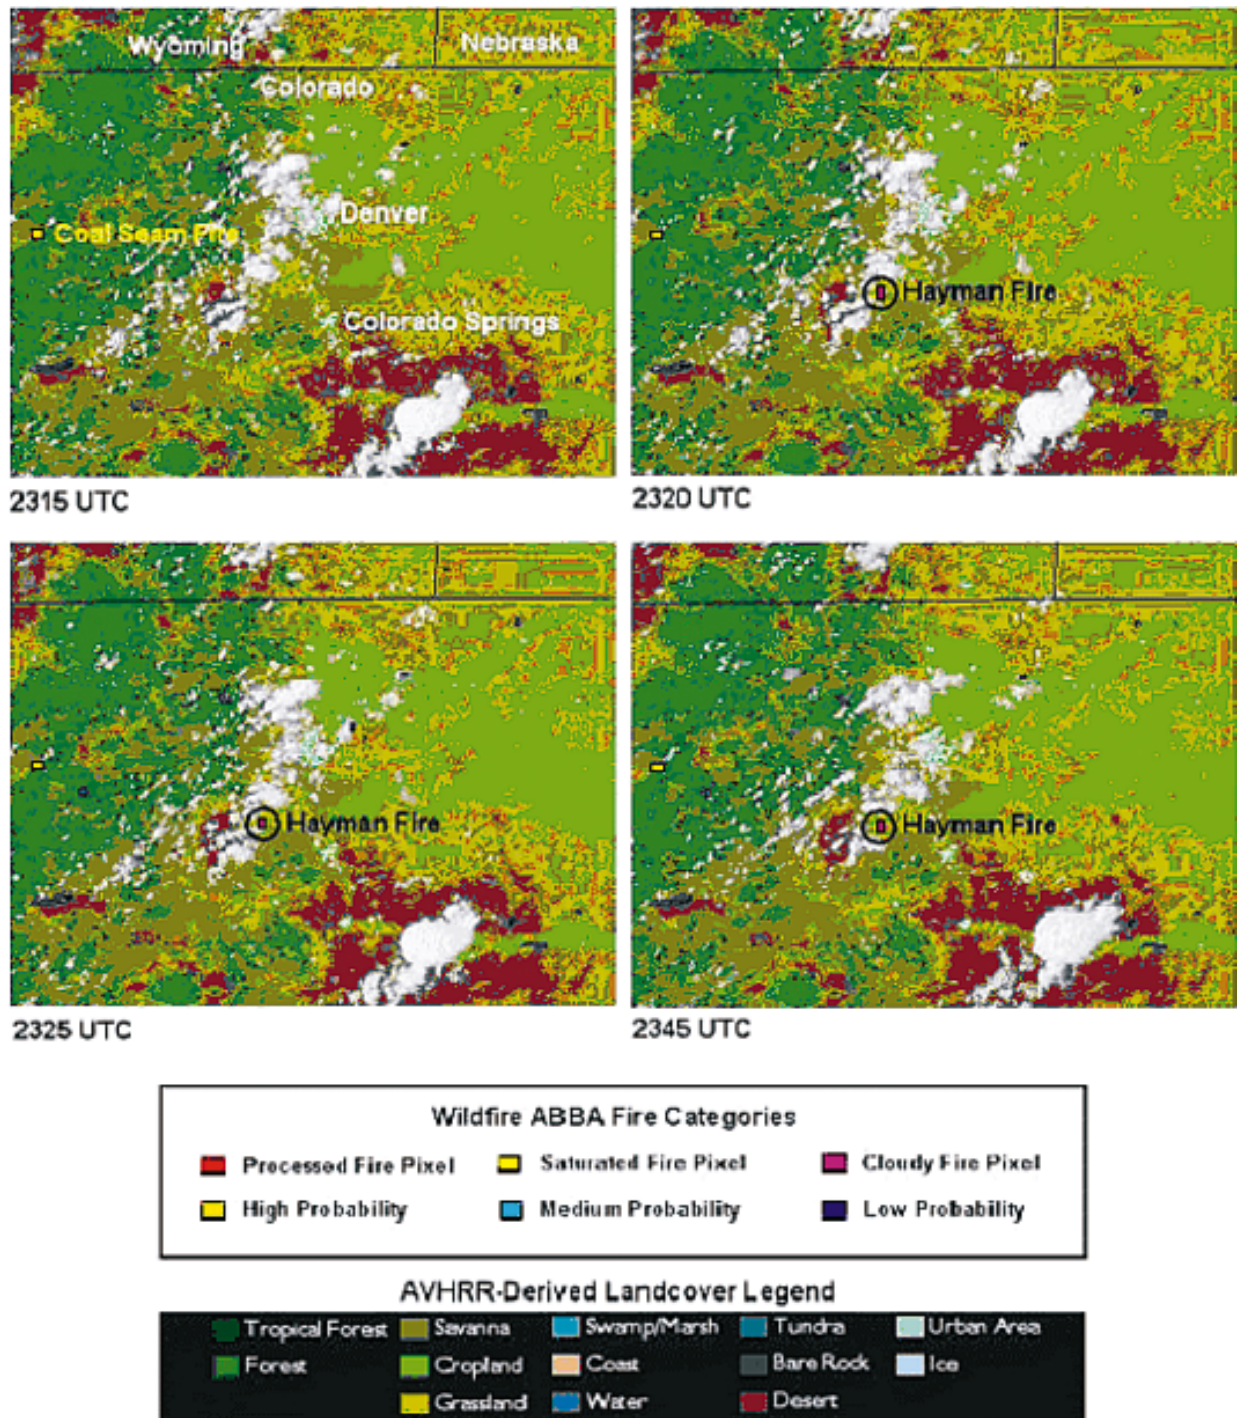 Wyoming Nebraska
Colorado
Denver
Coal Seam Fire
Colorado Springs
2315 UTC
Hayman Fire
2320 UTC
Hayman Fire
2325 UTC
Hayman Fire
2345 UTC
Wildfire ABBA Fire Categories
Processed Fire Pixel Saturated Fire Pixel Cloudy Fire Pixel
High Probability Medium Probability Low Probability
AVHRR-Derived Landcover Legend
Tropical Forest Savanna Swamp/Marsh Tundra Urban Area
Forest Cropland Coast Bare Rock Ice
Grassland Water Desert